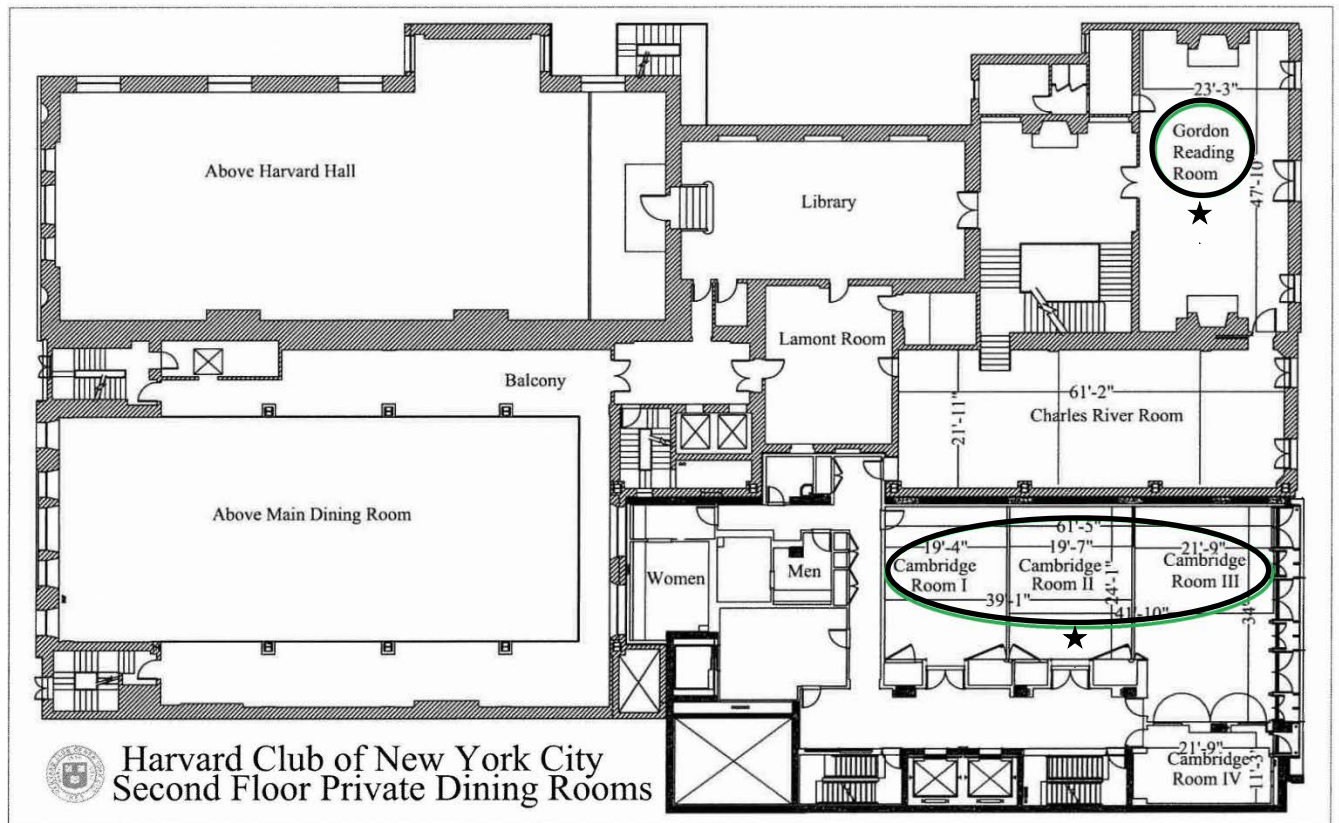 23'-3"
Gordon
Reading
Room
47'-10"
Above Harvard Hall
Library
Lamont Room
Balcony
61'-2"
Charles River Room
21'-11"
Above Main Dining Room
Women
Men
61'-5"
19'-4"
Cambridge
Room I
19'-7"
Cambridge
Room II
21'-9"
Cambridge
Room III
24'-1"
39'-1"
41'-10"
21'-9"
Cambridge
Room IV
11'-3"
Harvard Club of New York City
Second Floor Private Dining Rooms